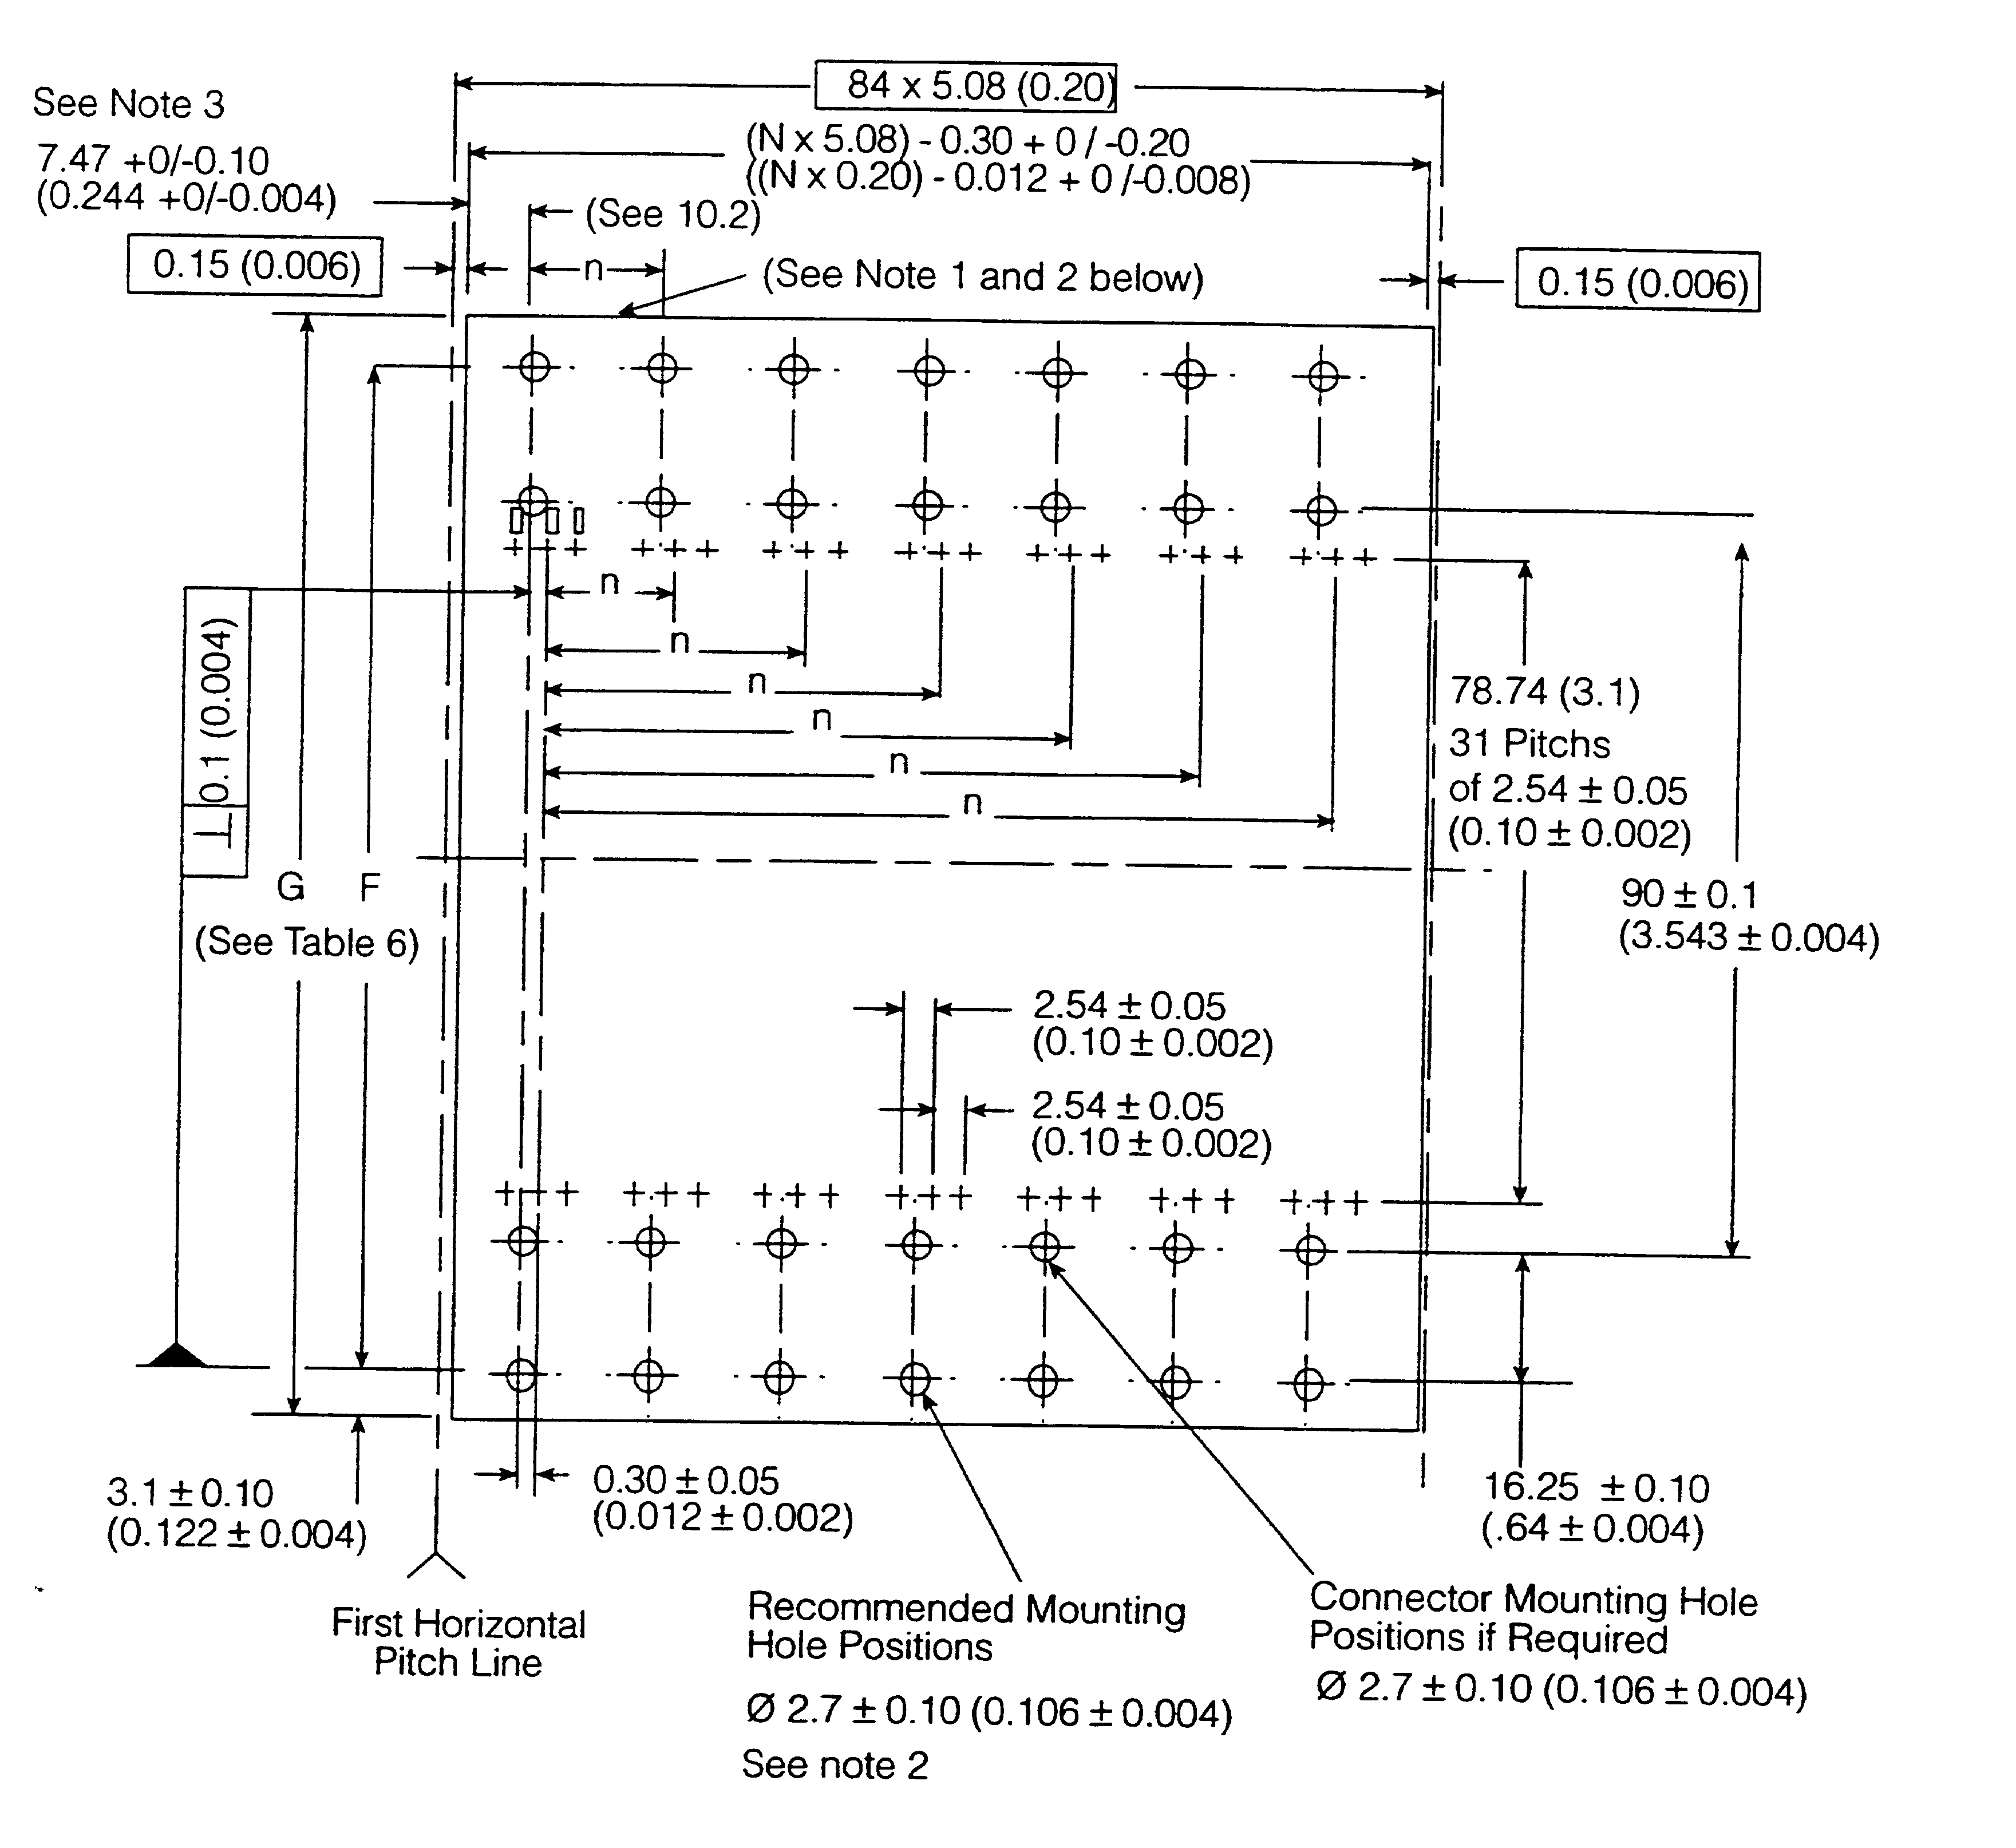 84 x 5.08 (0.20)
See Note 3
7.47 +0/-0.10
(0.244 +0/-0.004)
(N x 5.08) - 0.30 + 0 / -0.20
((N x 0.20) - 0.012 + 0 /-0.008)
(See 10.2)
0.15 (0.006)
n
(See Note 1 and 2 below)
0.15 (0.006)
n
n
n
n
n
n
⊥ 0.1 (0.004)
78.74 (3.1)
31 Pitchs
of 2.54 ± 0.05
(0.10 ± 0.002)
G F
(See Table 6)
90 ± 0.1
(3.543 ± 0.004)
2.54 ± 0.05
(0.10 ± 0.002)
2.54 ± 0.05
(0.10 ± 0.002)
3.1 ± 0.10
(0.122 ± 0.004)
0.30 ± 0.05
(0.012 ± 0.002)
16.25 ± 0.10
(.64 ± 0.004)
First Horizontal
Pitch Line
Recommended Mounting
Hole Positions
Ø 2.7 ± 0.10 (0.106 ± 0.004)
See note 2
Connector Mounting Hole
Positions if Required
Ø 2.7 ± 0.10 (0.106 ± 0.004)